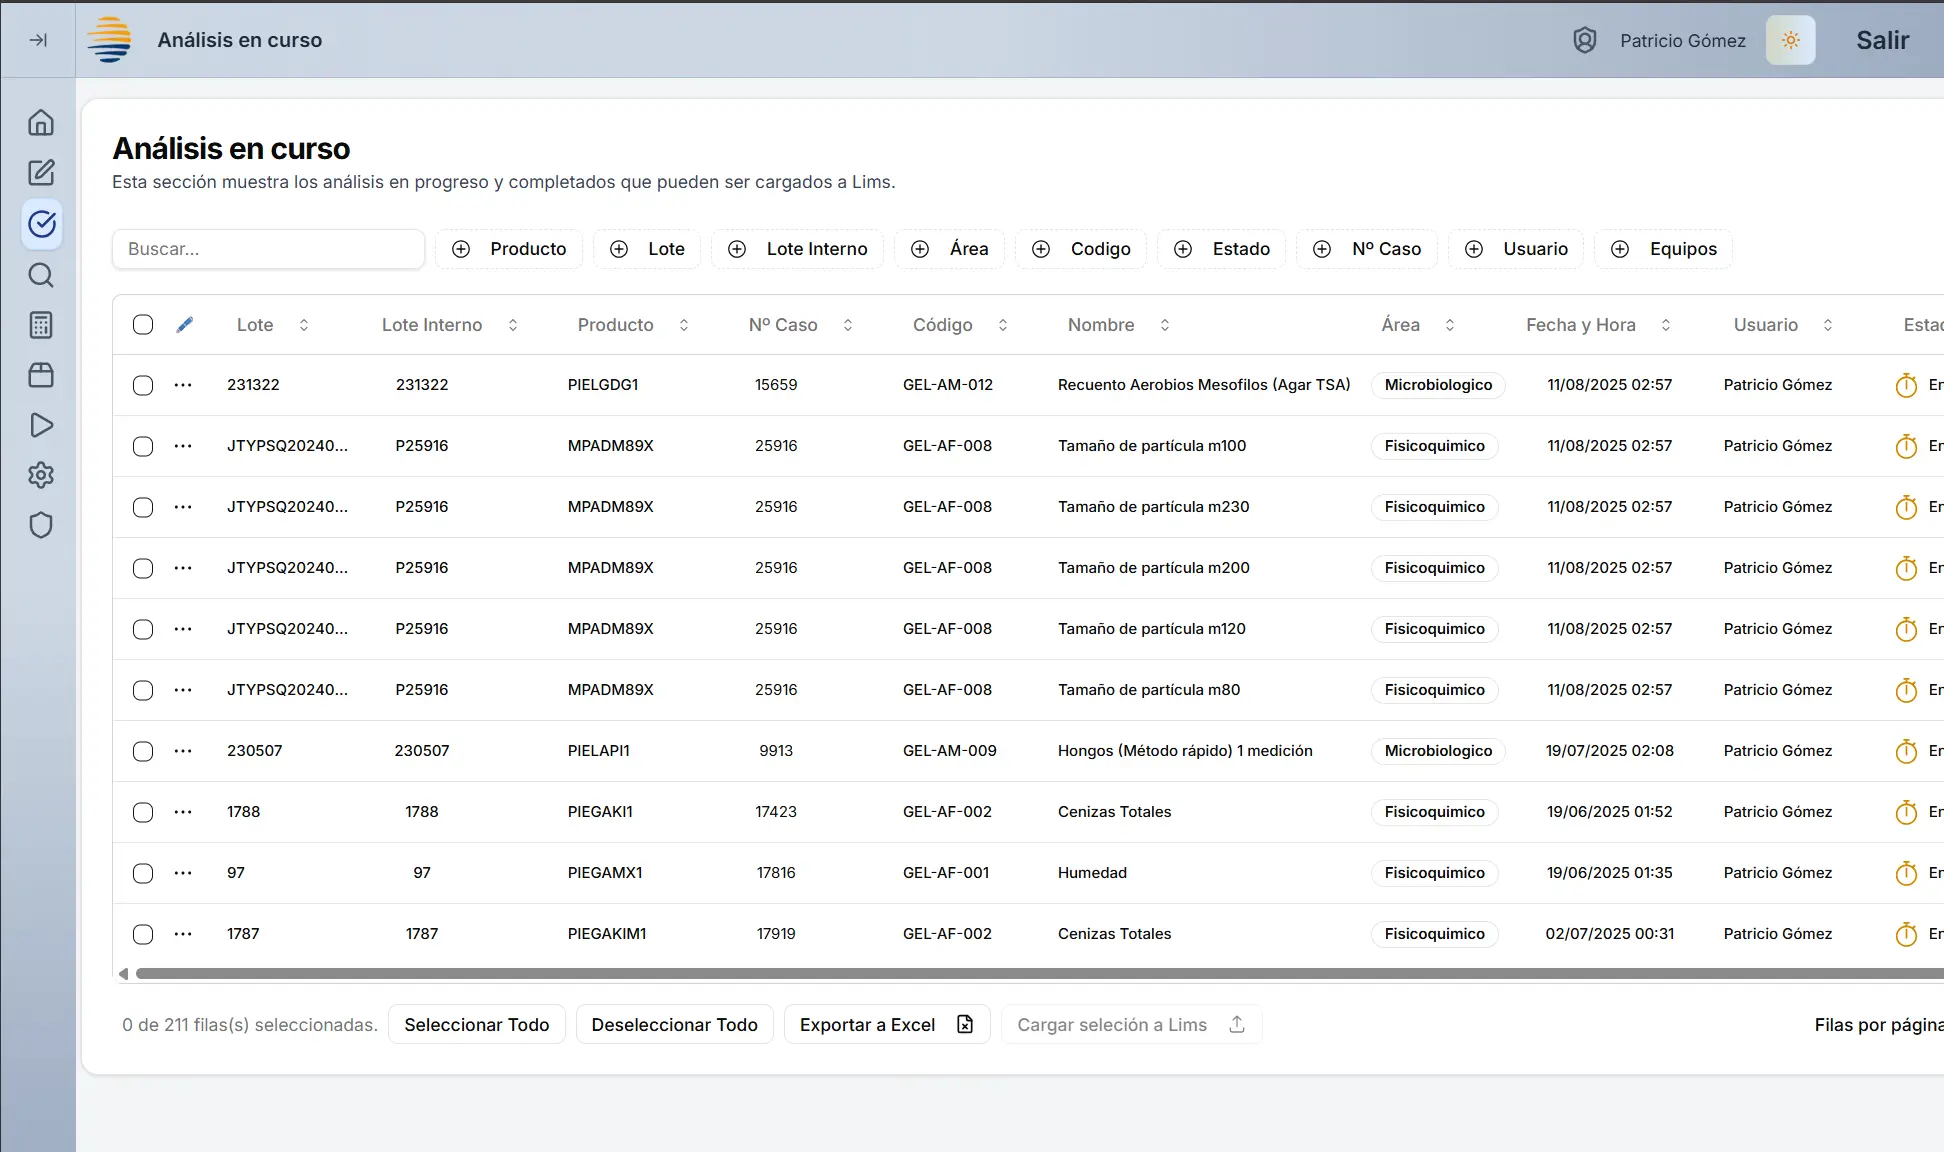 Análisis en curso
Patricio Gómez
Salir
Análisis en curso
Esta sección muestra los análisis en progreso y completados que pueden ser cargados a Lims.
Buscar... Producto Lote Lote Interno Área Codigo Estado Nº Caso Usuario Equipos
Lote Lote Interno Producto Nº Caso Código Nombre Área Fecha y Hora Usuario Estad
231322 231322 PIELGDG1 15659 GEL-AM-012 Recuento Aerobios Mesofilos (Agar TSA) Microbiologico 11/08/2025 02:57 Patricio Gómez En
JTYPSQ20240... P25916 MPADM89X 25916 GEL-AF-008 Tamaño de partícula m100 Fisicoquimico 11/08/2025 02:57 Patricio Gómez En
JTYPSQ20240... P25916 MPADM89X 25916 GEL-AF-008 Tamaño de partícula m230 Fisicoquimico 11/08/2025 02:57 Patricio Gómez En
JTYPSQ20240... P25916 MPADM89X 25916 GEL-AF-008 Tamaño de partícula m200 Fisicoquimico 11/08/2025 02:57 Patricio Gómez En
JTYPSQ20240... P25916 MPADM89X 25916 GEL-AF-008 Tamaño de partícula m120 Fisicoquimico 11/08/2025 02:57 Patricio Gómez En
JTYPSQ20240... P25916 MPADM89X 25916 GEL-AF-008 Tamaño de partícula m80 Fisicoquimico 11/08/2025 02:57 Patricio Gómez En
230507 230507 PIELAPI1 9913 GEL-AM-009 Hongos (Método rápido) 1 medición Microbiologico 19/07/2025 02:08 Patricio Gómez En
1788 1788 PIEGAKI1 17423 GEL-AF-002 Cenizas Totales Fisicoquimico 19/06/2025 01:52 Patricio Gómez En
97 97 PIEGAMX1 17816 GEL-AF-001 Humedad Fisicoquimico 19/06/2025 01:35 Patricio Gómez En
1787 1787 PIEGAKIM1 17919 GEL-AF-002 Cenizas Totales Fisicoquimico 02/07/2025 00:31 Patricio Gómez En
0 de 211 filas(s) seleccionadas. Seleccionar Todo Deseleccionar Todo Exportar a Excel Cargar seleción a Lims Filas por página